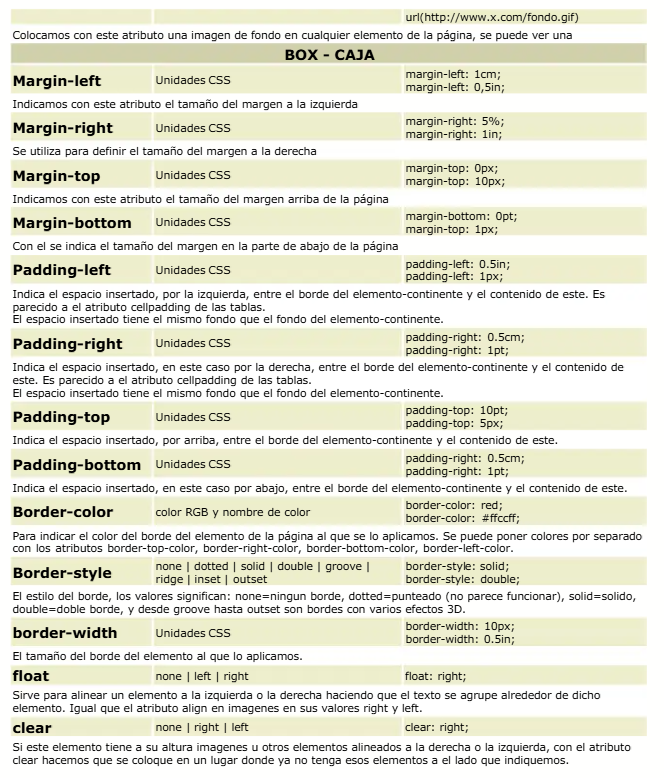 url(http://www.x.com/fondo.gif)
Colocamos con este atributo una imagen de fondo en cualquier elemento de la página, se puede ver una
BOX - CAJA
Margin-left Unidades CSS margin-left: 1cm;
margin-left: 0,5in;
Indicamos con este atributo el tamaño del margen a la izquierda
Margin-right Unidades CSS margin-right: 5%;
margin-right: 1in;
Se utiliza para definir el tamaño del margen a la derecha
Margin-top Unidades CSS margin-top: 0px;
margin-top: 10px;
Indicamos con este atributo el tamaño del margen arriba de la página
Margin-bottom Unidades CSS margin-bottom: 0pt;
margin-top: 1px;
Con el se indica el tamaño del margen en la parte de abajo de la página
Padding-left Unidades CSS padding-left: 0.5in;
padding-left: 1px;
Indica el espacio insertado, por la izquierda, entre el borde del elemento-continente y el contenido de este. Es
parecido a el atributo cellpadding de las tablas.
El espacio insertado tiene el mismo fondo que el fondo del elemento-continente.
Padding-right Unidades CSS padding-right: 0.5cm;
padding-right: 1pt;
Indica el espacio insertado, en este caso por la derecha, entre el borde del elemento-continente y el contenido de
este. Es parecido a el atributo cellpadding de las tablas.
El espacio insertado tiene el mismo fondo que el fondo del elemento-continente.
Padding-top Unidades CSS padding-top: 10pt;
padding-top: 5px;
Indica el espacio insertado, por arriba, entre el borde del elemento-continente y el contenido de este.
Padding-bottom Unidades CSS padding-right: 0.5cm;
padding-right: 1pt;
Indica el espacio insertado, en este caso por abajo, entre el borde del elemento-continente y el contenido de este.
Border-color color RGB y nombre de color border-color: red;
border-color: #ffccff;
Para indicar el color del borde del elemento de la página al que se lo aplicamos. Se puede poner colores por separado
con los atributos border-top-color, border-right-color, border-bottom-color, border-left-color.
Border-style none | dotted | solid | double | groove | border-style: solid;
ridge | inset | outset border-style: double;
El estilo del borde, los valores significan: none=ningun borde, dotted=punteado (no parece funcionar), solid=solido,
double=doble borde, y desde groove hasta outset son bordes con varios efectos 3D.
border-width Unidades CSS border-width: 10px;
border-width: 0.5in;
El tamaño del borde del elemento al que lo aplicamos.
float none | left | right float: right;
Sirve para alinear un elemento a la izquierda o la derecha haciendo que el texto se agrupe alrededor de dicho
elemento. Igual que el atributo align en imagenes en sus valores right y left.
clear none | right | left clear: right;
Si este elemento tiene a su altura imagenes u otros elementos alineados a la derecha o la izquierda, con el atributo
clear hacemos que se coloque en un lugar donde ya no tenga esos elementos a el lado que indiquemos.